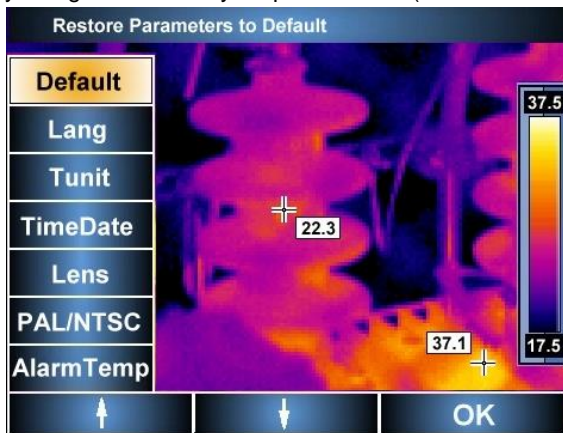 Restore Parameters to Default
Default
37.5
Lang
Tunit
TimeDate
22.3
Lens
PAL/NTSC
37.1
17.5
AlarmTemp
OK